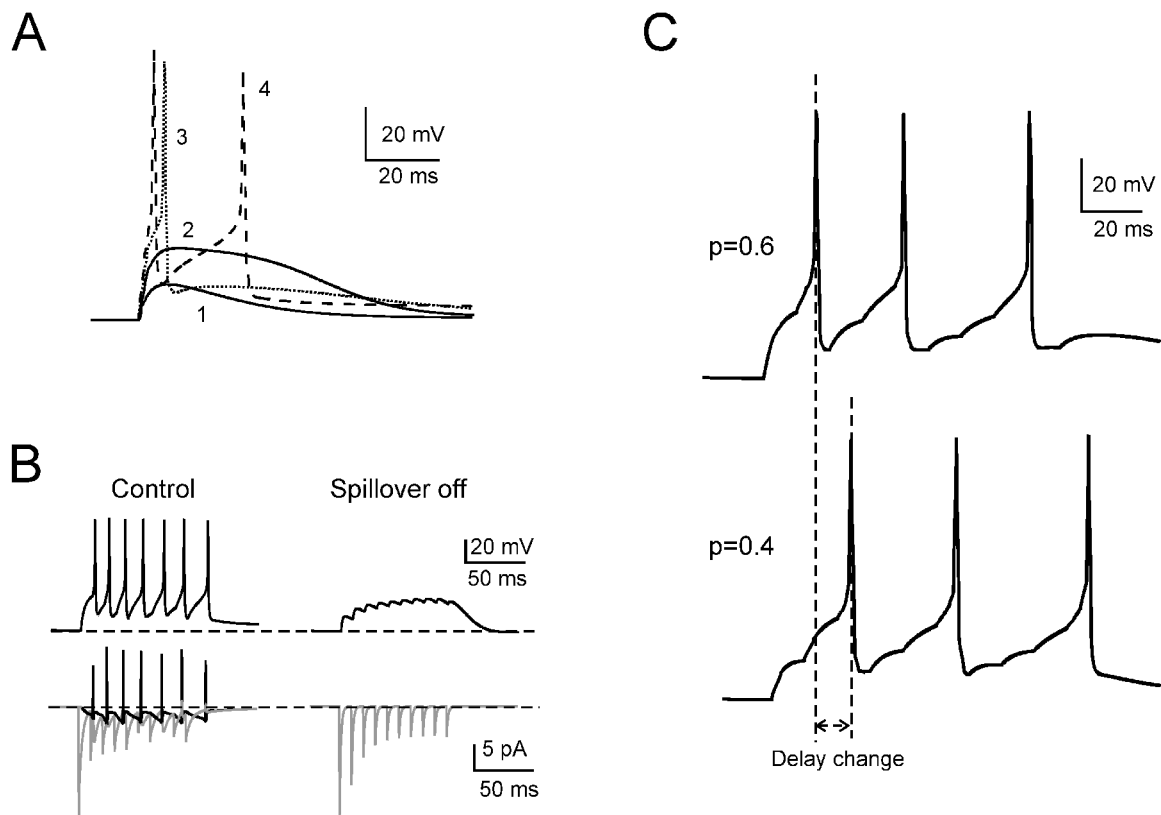 A
3
4
2
1
20 mV
20 ms
B
Control
Spillover off
20 mV
50 ms
5 pA
50 ms
C
20 mV
20 ms
p=0.6
p=0.4
Delay change